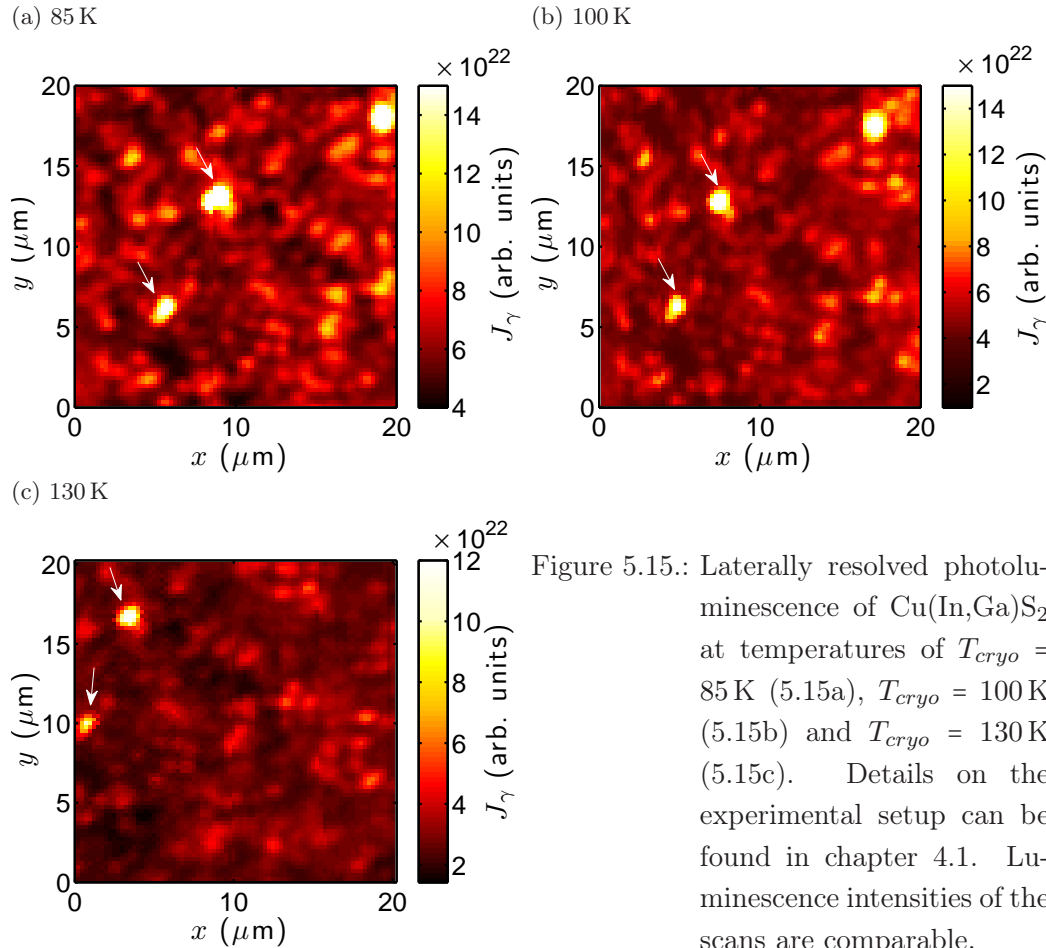 (a) 85 K
× 10^22
20
15
10
5
0
y (μm)
0 10 20
x (μm)
14
12
10
8
6
4
J_γ (arb. units)
(b) 100 K
× 10^22
20
15
10
5
0
y (μm)
0 10 20
x (μm)
14
12
10
8
6
4
2
J_γ (arb. units)
(c) 130 K
× 10^22
20
15
10
5
0
y (μm)
0 10 20
x (μm)
12
10
8
6
4
2
J_γ (arb. units)
Figure 5.15.: Laterally resolved photolu-
minescence of Cu(In,Ga)S₂
at temperatures of T_cryo =
85 K (5.15a), T_cryo = 100 K
(5.15b) and T_cryo = 130 K
(5.15c). Details on the
experimental setup can be
found in chapter 4.1. Lu-
minescence intensities of the
scans are comparable.